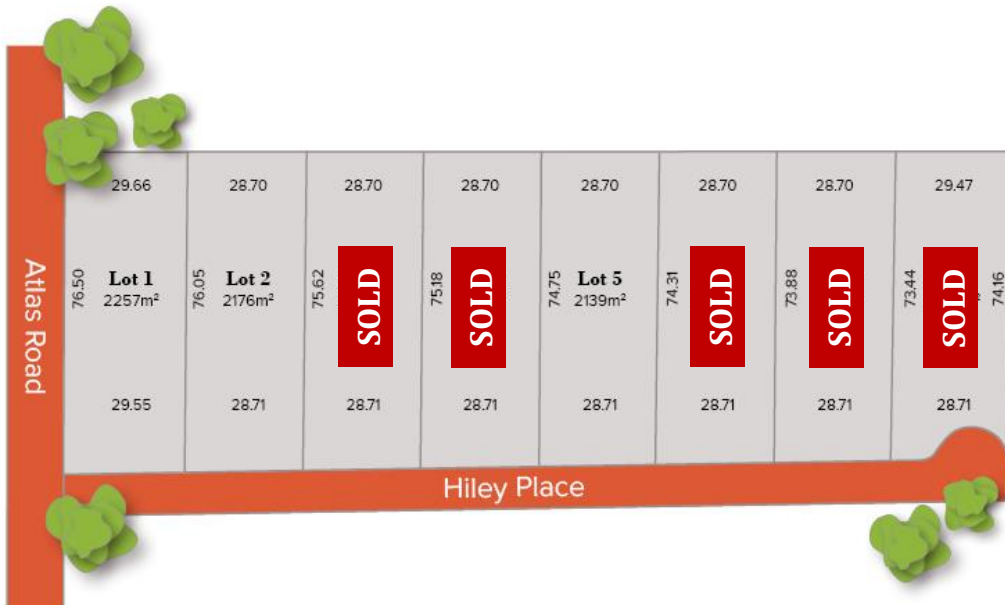 29.66
28.70
28.70
28.70
28.70
28.70
28.70
29.47
Atlas Road
76.50
Lot 1
2257m²
76.05
Lot 2
2176m²
75.62
SOLD
75.18
SOLD
74.75
Lot 5
2139m²
74.31
SOLD
73.88
SOLD
73.44
SOLD
74.16
29.55
28.71
28.71
28.71
28.71
28.71
28.71
28.71
Hiley Place